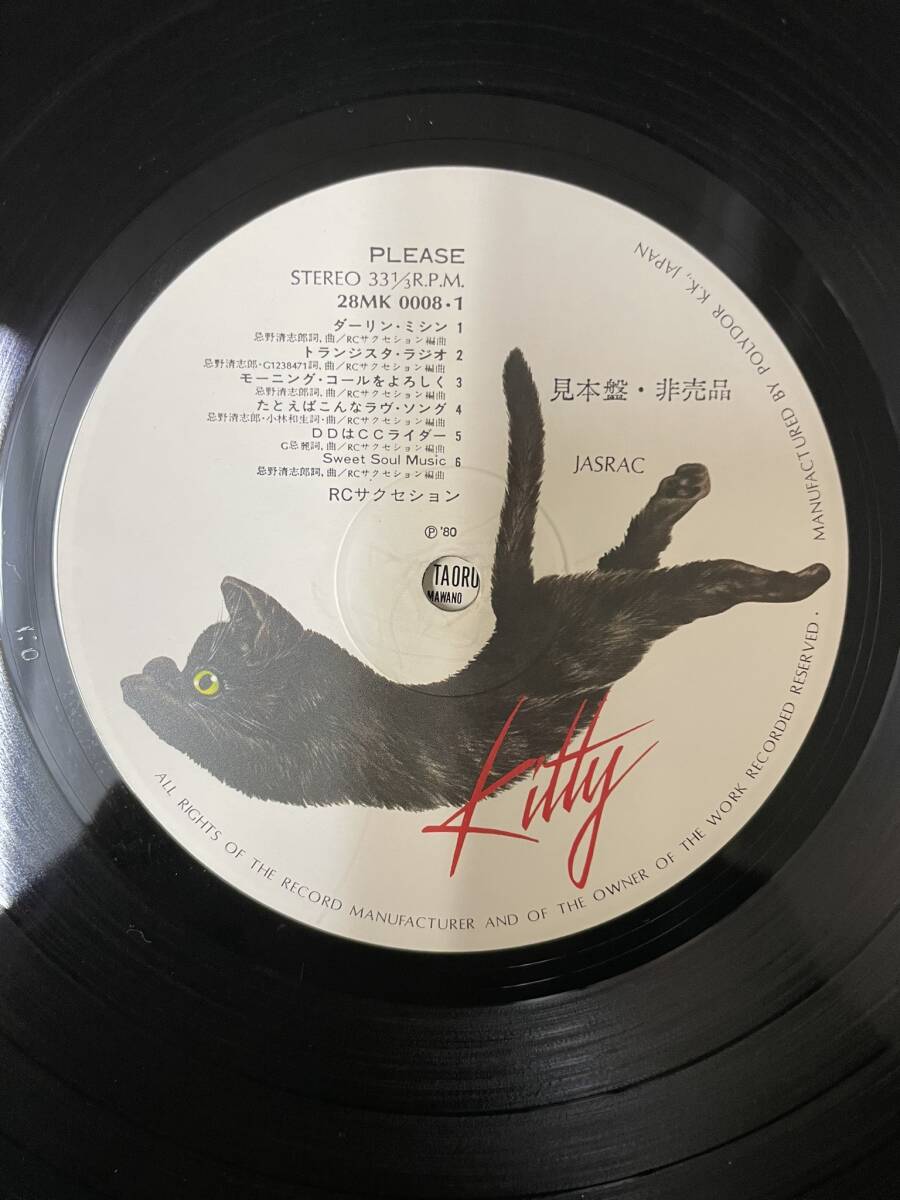 PLEASE
STEREO 33⅓R.P.M.
28MK 0008・1
ダーリン・ミシン 1
忌野清志郎詞、曲／RCサクセション編曲
トランジスタ・ラジオ 2
忌野清志郎・G1238471詞、曲／RCサクセション編曲
モーニング・コールをよろしく 3
忌野清志郎詞、曲／RCサクセション編曲
たとえばこんなラヴ・ソング 4
忌野清志郎・小林和生詞・曲／RCサクセション編曲
DDはCCライダー 5
G忌麗詞、曲／RCサクセション編曲
Sweet Soul Music 6
忌野清志郎詞、曲／RCサクセション編曲
RCサクセション
℗ '80
見本盤・非売品
JASRAC
TAORU
MAWANO
Kitty
ALL RIGHTS OF THE RECORD MANUFACTURER AND OF THE OWNER OF THE WORK RECORDED RESERVED・MANUFACTURED BY POLYDOR K.K., JAPAN